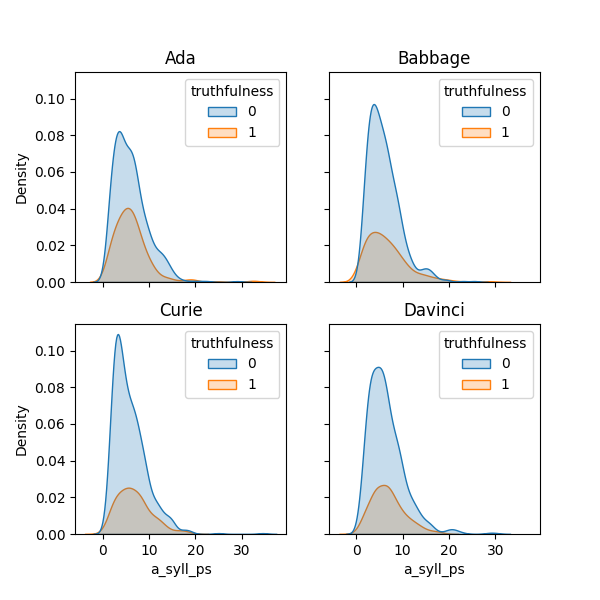 Ada
Babbage
truthfulness
0
1
truthfulness
0
1
Density
0.10
0.08
0.06
0.04
0.02
0.00
Curie
Davinci
truthfulness
0
1
truthfulness
0
1
Density
0.10
0.08
0.06
0.04
0.02
0.00
0 10 20 30
0 10 20 30
a_syll_ps
a_syll_ps